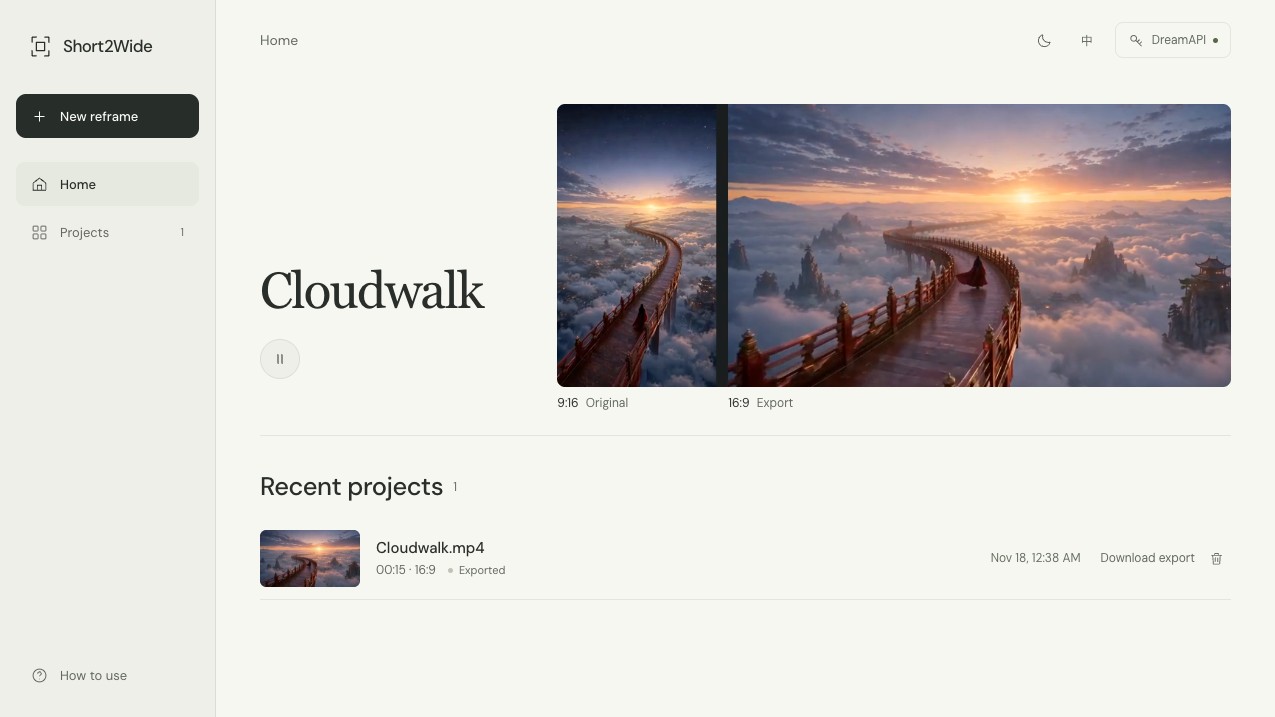 Short2Wide
New reframe
Home
Projects 1
How to use
Home
中
DreamAPI
Cloudwalk
9:16 Original
16:9 Export
Recent projects 1
Cloudwalk.mp4
00:15 · 16:9 Exported
Nov 18, 12:38 AM Download export